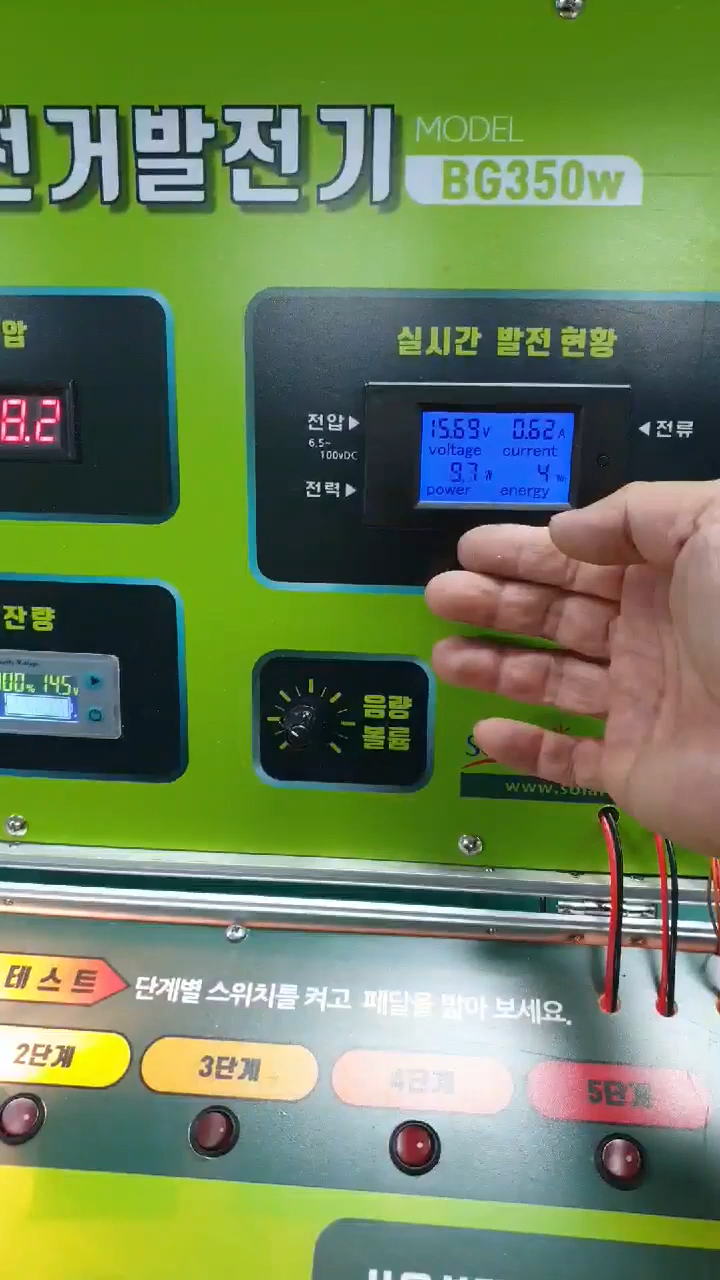 전거발전기
MODEL
BG350w
압
실시간 발전 현황
8.2
전압▶
6.5~
100vDC
◀전류
전력▶
15.69V 0.62A
voltage current
9.7W 4
power energy
잔량
00% 14.5V
음량
볼륨
www.sola
테스트
단계별 스위치를 켜고 페달을 밟아 보세요.
2단계
3단계
4단계
5단계